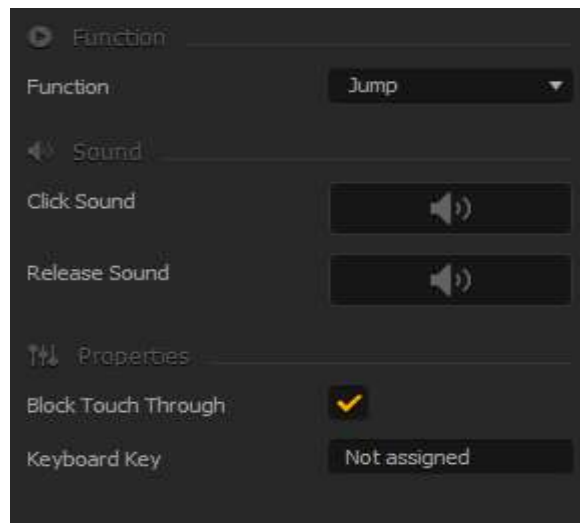 Function
Function
Jump
Sound
Click Sound
Release Sound
Properties
Block Touch Through
Keyboard Key
Not assigned